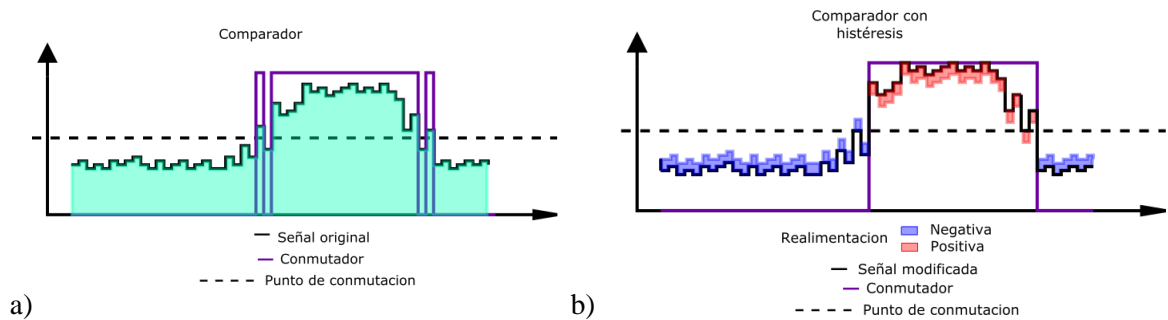 Comparador
Señal original
Conmutador
Punto de conmutacion
a)
Comparador con
histéresis
Realimentacion
Negativa
Positiva
Señal modificada
Conmutador
Punto de conmutacion
b)